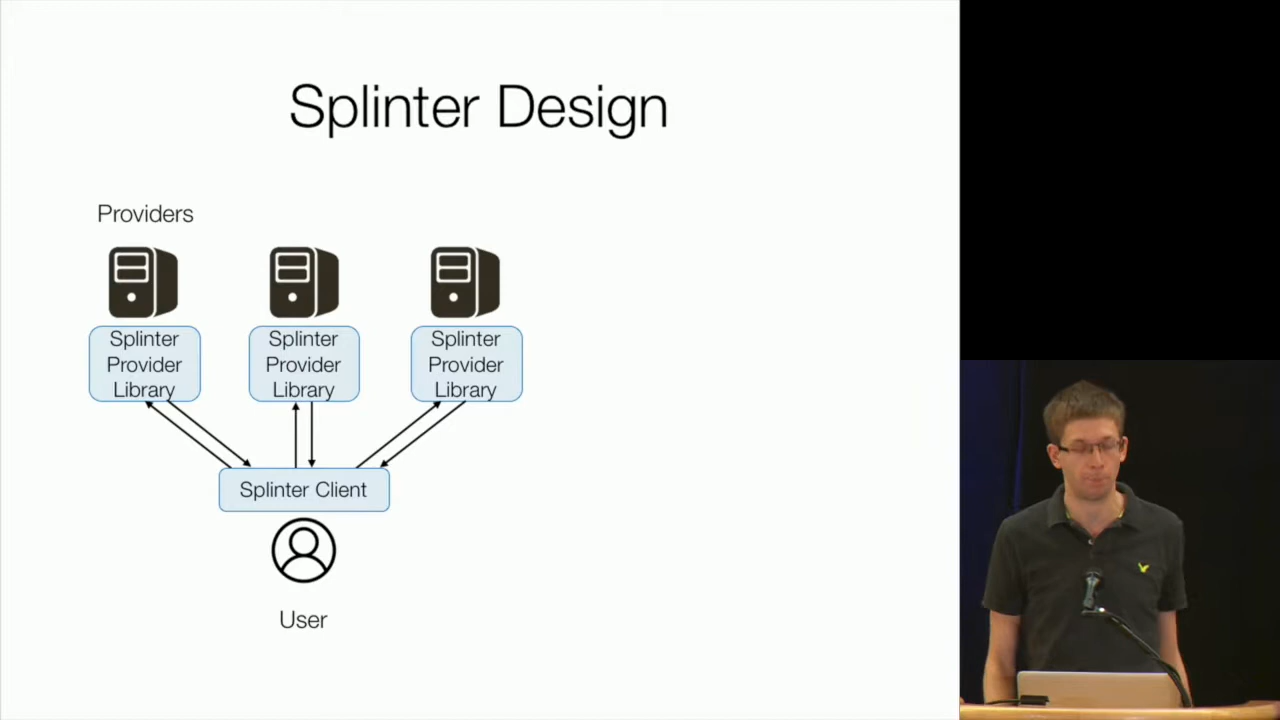 Splinter Design
Providers
Splinter
Provider
Library
Splinter
Provider
Library
Splinter
Provider
Library
Splinter Client
User